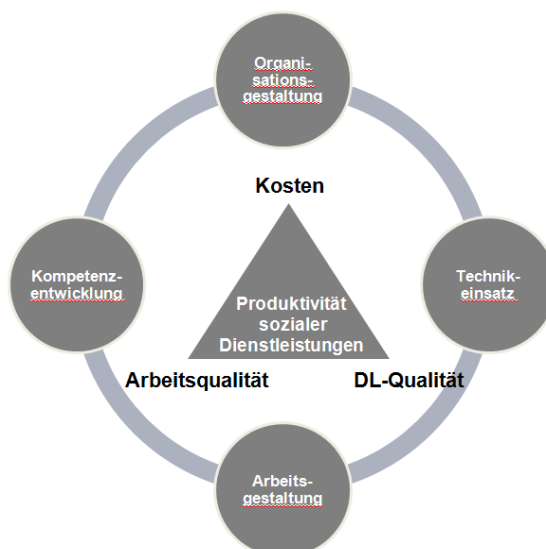 Organi-
sations-
gestaltung
Kosten
Kompetenz-
entwicklung
Technik-
einsatz
Produktivität
sozialer
Dienstleistungen
Arbeitsqualität
DL-Qualität
Arbeits-
gestaltung